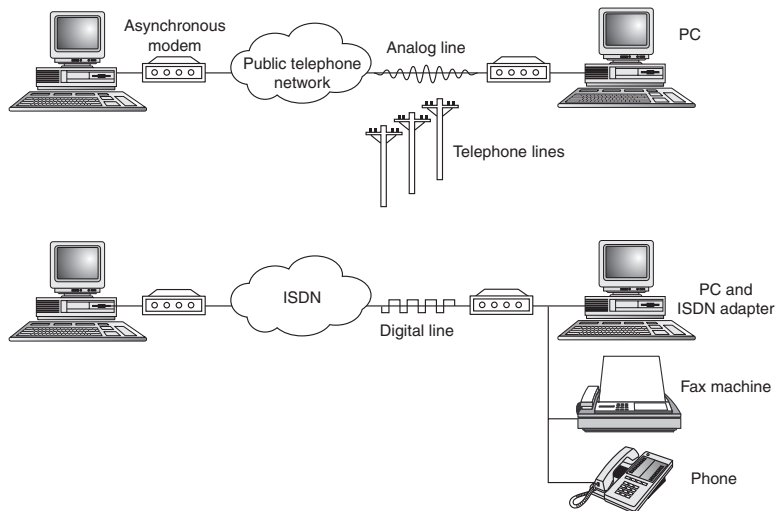 Asynchronous
modem
Public telephone
network
Analog line
PC
Telephone lines
ISDN
Digital line
PC and
ISDN adapter
Fax machine
Phone